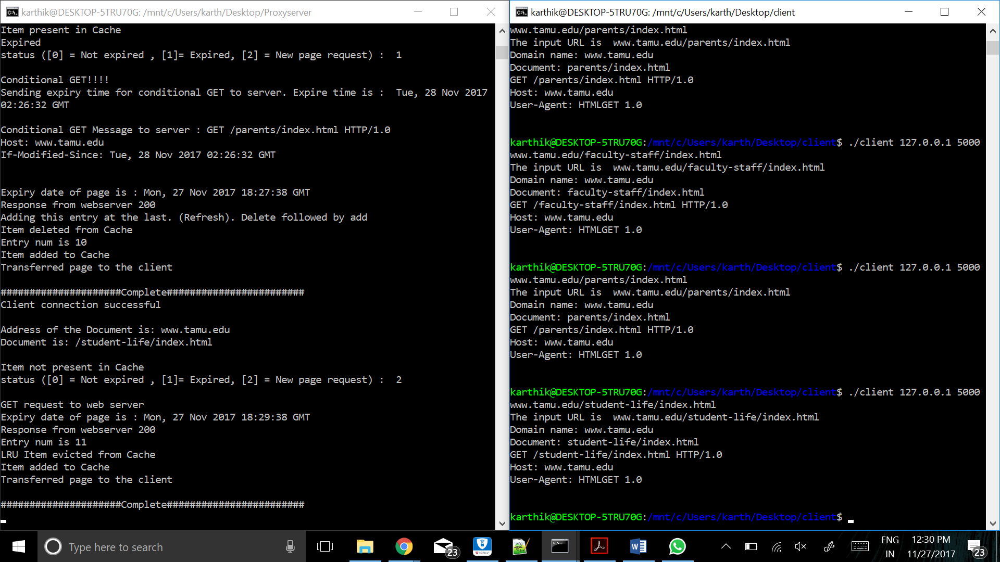 karthik@DESKTOP-5TRU70G: /mnt/c/Users/karth/Desktop/Proxyserver
Item present in Cache
Expired
status ([0] = Not expired , [1]= Expired, [2] = New page request) :  1

Conditional GET!!!!
Sending expiry time for conditional GET to server. Expire time is :  Tue, 28 Nov 2017
02:26:32 GMT

Conditional GET Message to server : GET /parents/index.html HTTP/1.0
Host: www.tamu.edu
If-Modified-Since: Tue, 28 Nov 2017 02:26:32 GMT

Expiry date of page is : Mon, 27 Nov 2017 18:27:38 GMT
Response from webserver 200
Adding this entry at the last. (Refresh). Delete followed by add
Item deleted from Cache
Entry num is 10
Item added to Cache
Transferred page to the client

#####################Complete########################
Client connection successful

Address of the Document is: www.tamu.edu
Document is: /student-life/index.html

Item not present in Cache
status ([0] = Not expired , [1]= Expired, [2] = New page request) :  2

GET request to web server
Expiry date of page is : Mon, 27 Nov 2017 18:29:38 GMT
Response from webserver 200
Entry num is 11
LRU Item evicted from Cache
Item added to Cache
Transferred page to the client

#####################Complete########################
karthik@DESKTOP-5TRU70G: /mnt/c/Users/karth/Desktop/client
www.tamu.edu/parents/index.html
The input URL is  www.tamu.edu/parents/index.html
Domain name: www.tamu.edu
Document: parents/index.html
GET /parents/index.html HTTP/1.0
Host: www.tamu.edu
User-Agent: HTMLGET 1.0

karthik@DESKTOP-5TRU70G:/mnt/c/Users/karth/Desktop/client$ ./client 127.0.0.1 5000
www.tamu.edu/faculty-staff/index.html
The input URL is  www.tamu.edu/faculty-staff/index.html
Domain name: www.tamu.edu
Document: faculty-staff/index.html
GET /faculty-staff/index.html HTTP/1.0
Host: www.tamu.edu
User-Agent: HTMLGET 1.0

karthik@DESKTOP-5TRU70G:/mnt/c/Users/karth/Desktop/client$ ./client 127.0.0.1 5000
www.tamu.edu/parents/index.html
The input URL is  www.tamu.edu/parents/index.html
Domain name: www.tamu.edu
Document: parents/index.html
GET /parents/index.html HTTP/1.0
Host: www.tamu.edu
User-Agent: HTMLGET 1.0

karthik@DESKTOP-5TRU70G:/mnt/c/Users/karth/Desktop/client$ ./client 127.0.0.1 5000
www.tamu.edu/student-life/index.html
The input URL is  www.tamu.edu/student-life/index.html
Domain name: www.tamu.edu
Document: student-life/index.html
GET /student-life/index.html HTTP/1.0
Host: www.tamu.edu
User-Agent: HTMLGET 1.0

karthik@DESKTOP-5TRU70G:/mnt/c/Users/karth/Desktop/client$
Type here to search
23
ENG
IN
12:30 PM
11/27/2017
23